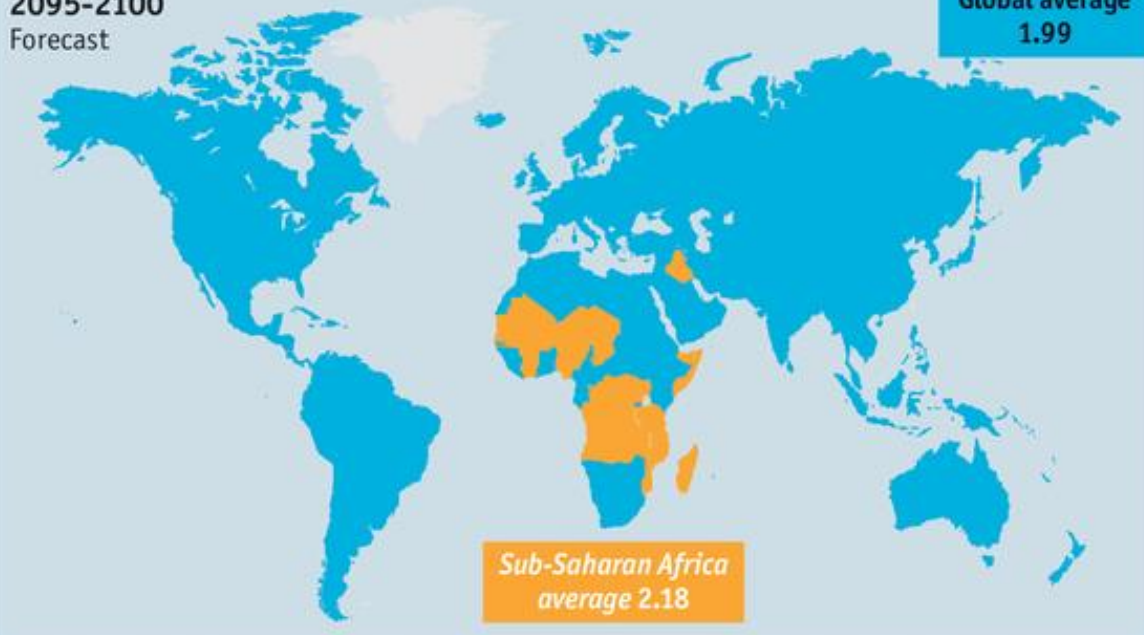 2095-2100
Forecast
Global average
1.99
Sub-Saharan Africa
average 2.18